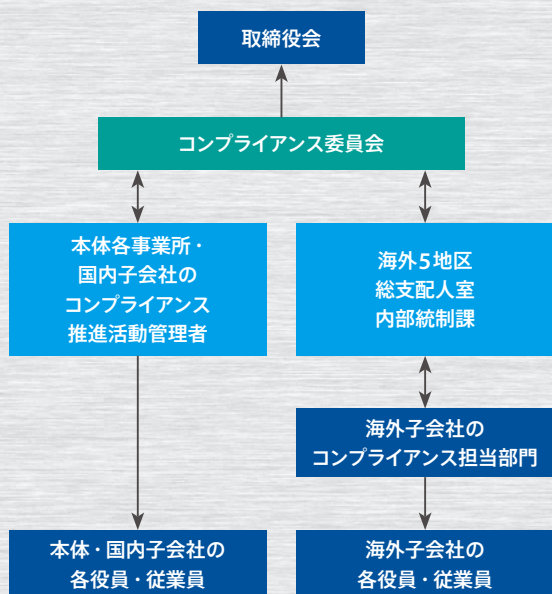 取締役会
コンプライアンス委員会
本体各事業所・
国内子会社の
コンプライアンス
推進活動管理者
海外5地区
総支配人室
内部統制課
海外子会社の
コンプライアンス担当部門
本体・国内子会社の
各役員・従業員
海外子会社の
各役員・従業員